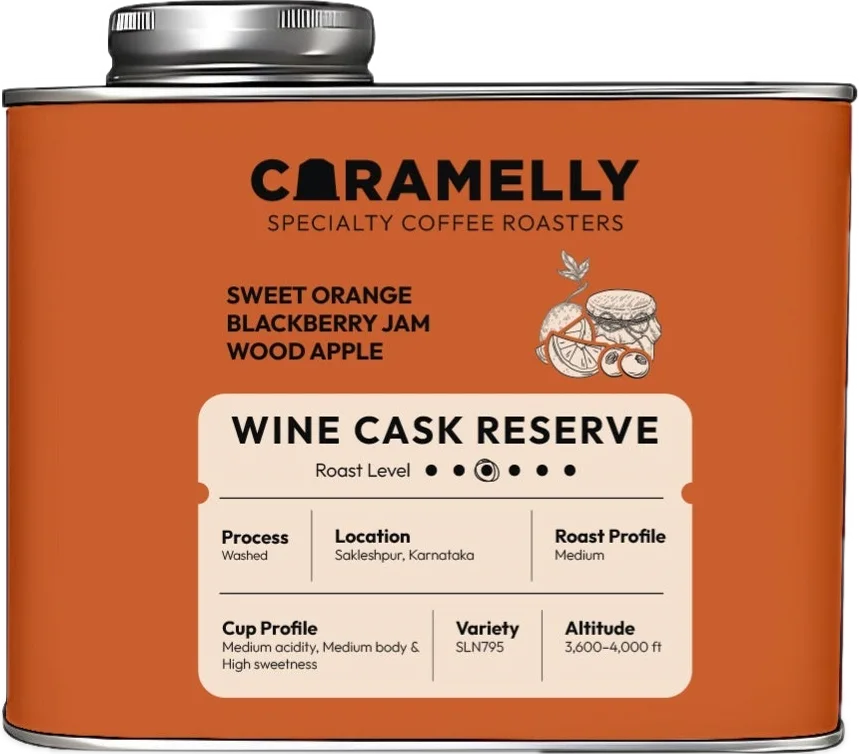 CARAMELLY
SPECIALTY COFFEE ROASTERS
SWEET ORANGE
BLACKBERRY JAM
WOOD APPLE
WINE CASK RESERVE
Roast Level
Process
Washed
Location
Sakleshpur, Karnataka
Roast Profile
Medium
Cup Profile
Medium acidity, Medium body &
High sweetness
Variety
SLN795
Altitude
3,600–4,000 ft